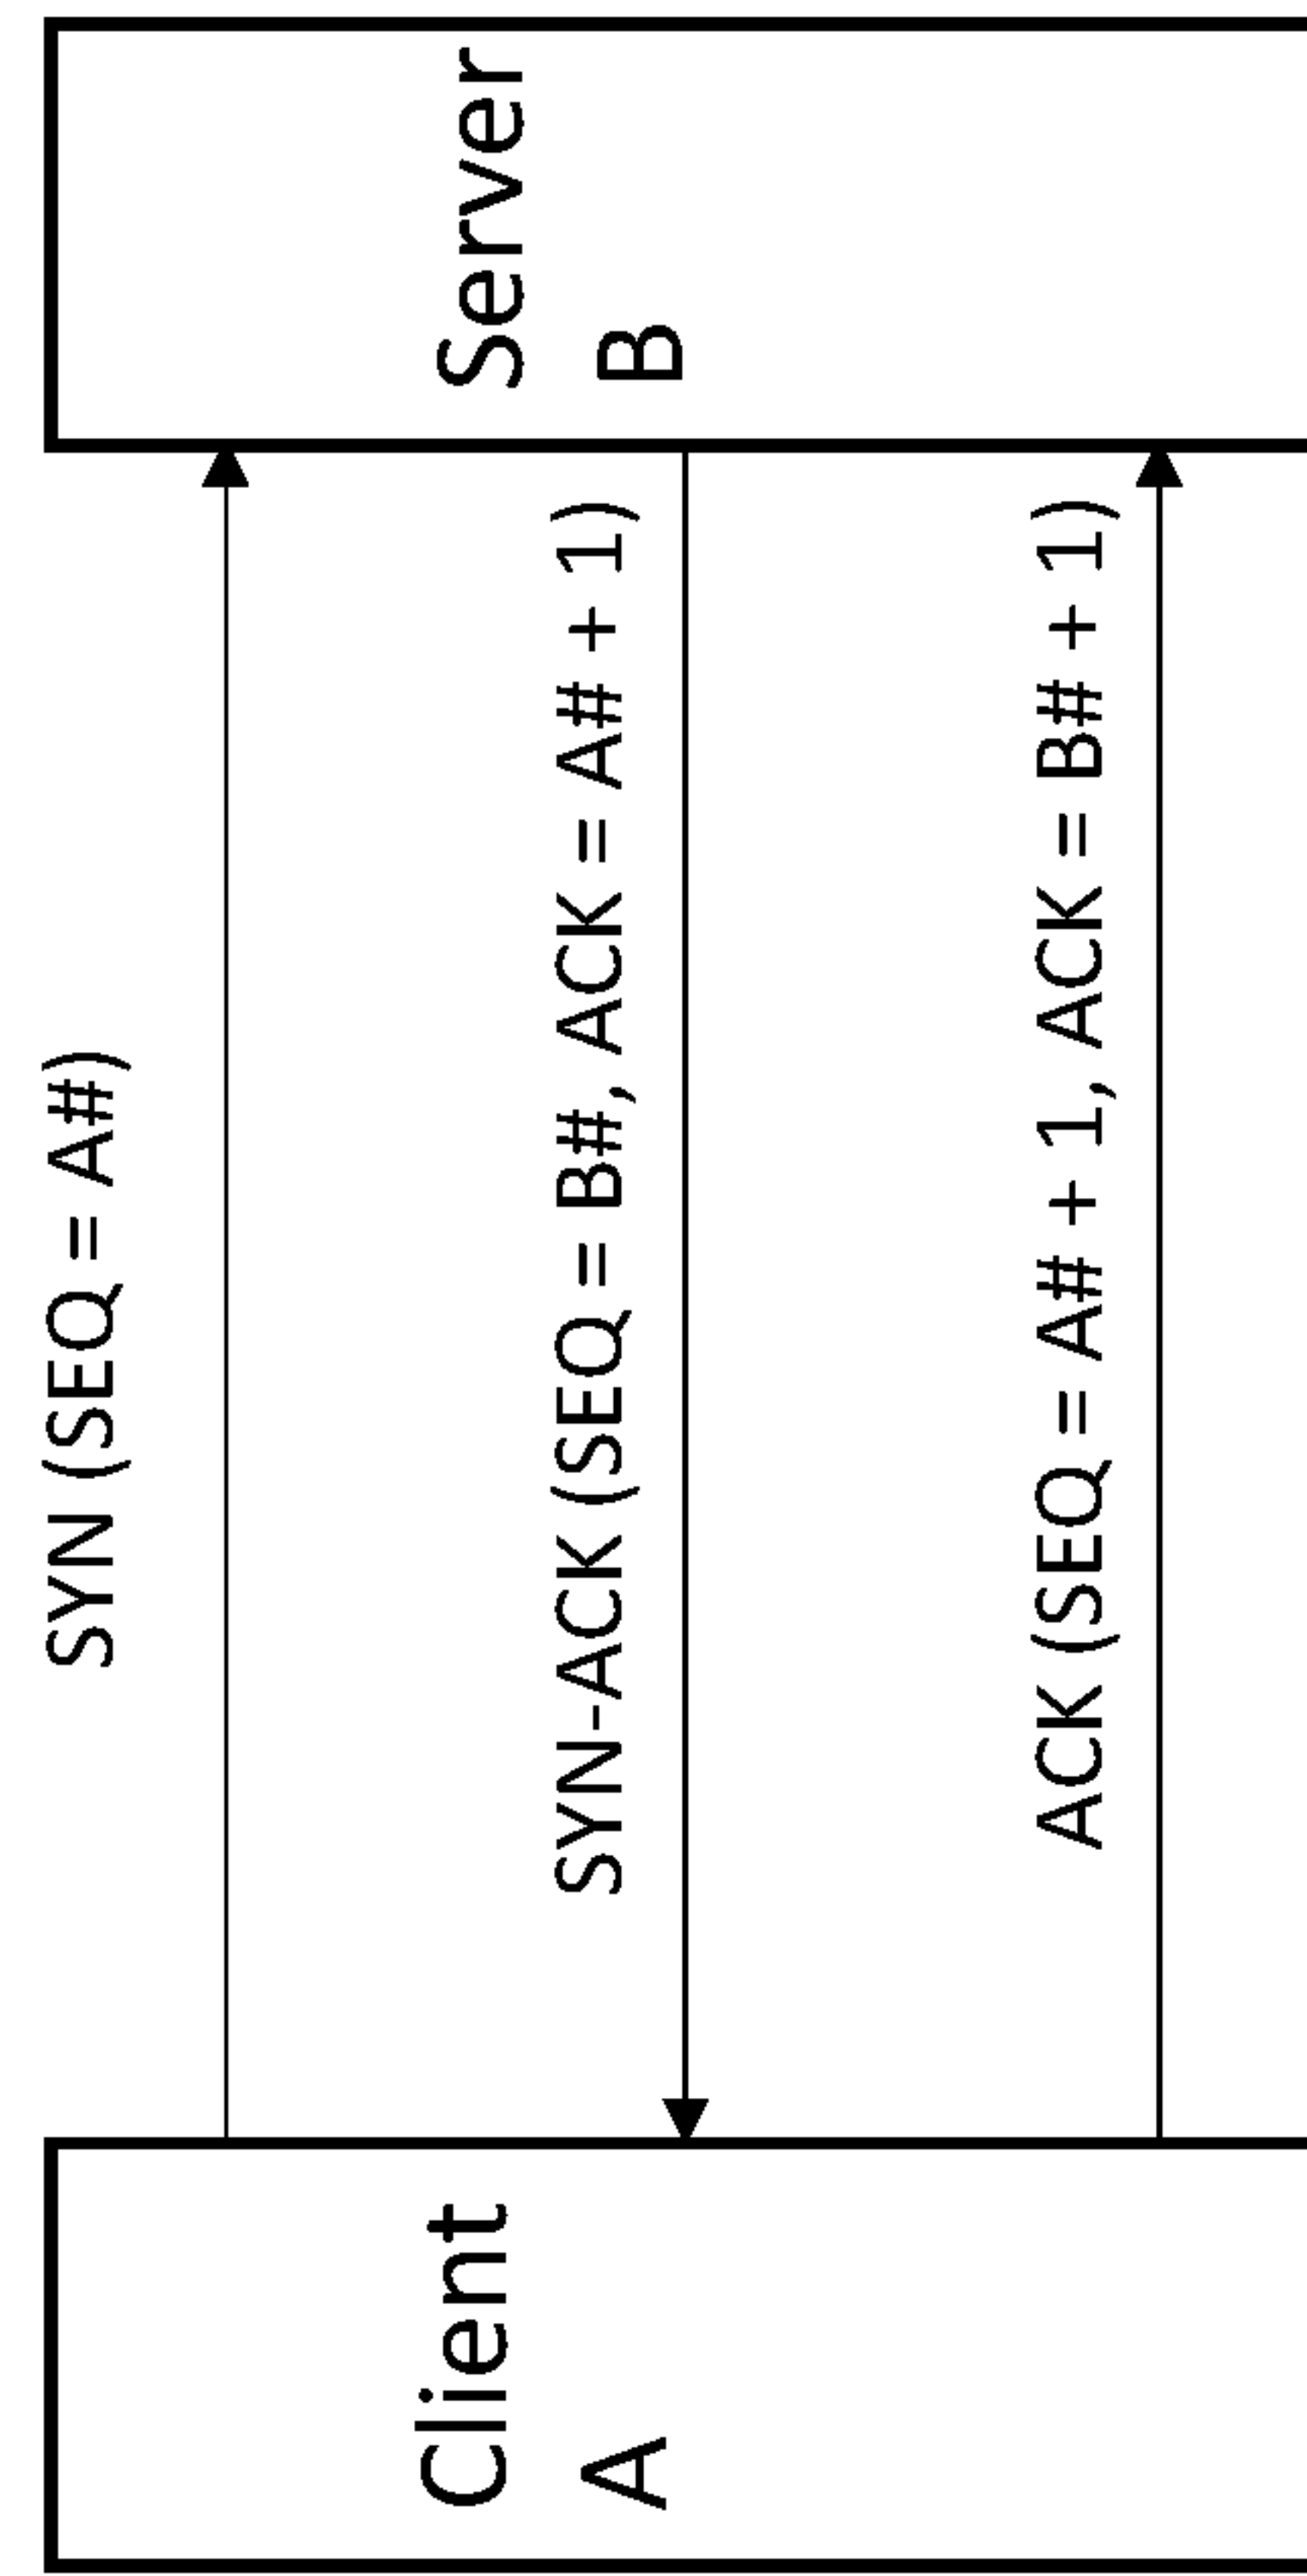 SYN (SEQ = A#)
Client
A
Server
B
SYN-ACK (SEQ = B#, ACK = A# + 1)
ACK (SEQ = A# + 1, ACK = B# + 1)